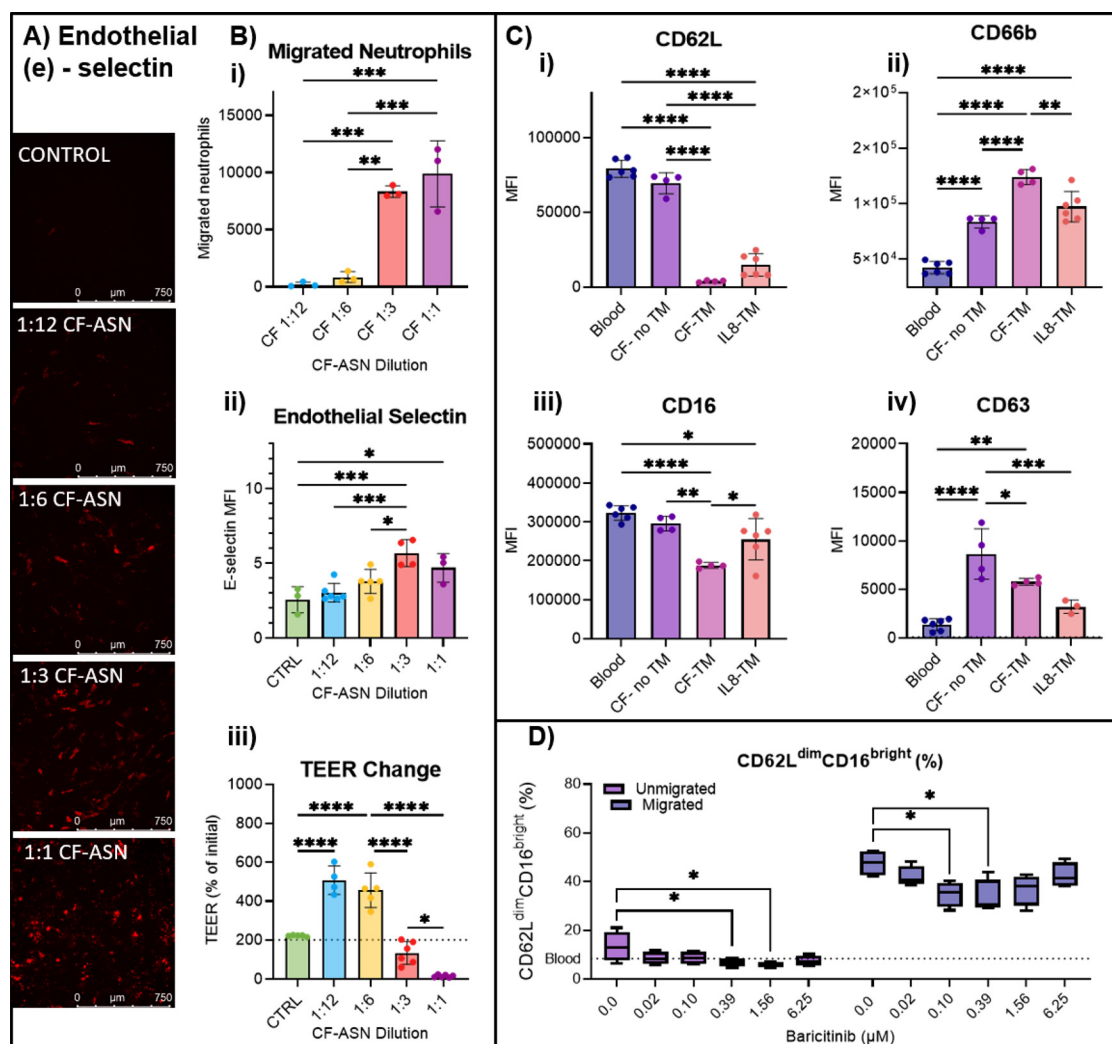 A) Endothelial
(e) - selectin
CONTROL
0 µm 750
1:12 CF-ASN
0 µm 750
1:6 CF-ASN
0 µm 750
1:3 CF-ASN
0 µm 750
1:1 CF-ASN
0 µm 750
B) Migrated Neutrophils
i)
***
***
***
**
Migrated neutrophils
15000
10000
5000
0
CF 1:12
CF 1:6
CF 1:3
CF 1:1
CF-ASN Dilution
ii)
Endothelial Selectin
*
***
***
*
E-selectin MFI
10
5
0
CTRL
1:12
1:6
1:3
1:1
CF-ASN Dilution
iii)
TEER Change
**** ****
**** ****
*
TEER (% of initial)
1000
800
600
400
200
0
CTRL
1:12
1:6
1:3
1:1
CF-ASN Dilution
C)
CD62L
i)
****
****
****
****
MFI
100000
50000
0
Blood
CF- no TM
CF-TM
IL8-TM
CD66b
ii)
****
**** **
****
****
MFI
2×10⁵
2×10⁵
1×10⁵
5×10⁴
Blood
CF- no TM
CF-TM
IL8-TM
iii)
CD16
*
****
** *
MFI
500000
400000
300000
200000
100000
0
Blood
CF- no TM
CF-TM
IL8-TM
iv)
CD63
**
***
**** *
MFI
20000
15000
10000
5000
0
Blood
CF- no TM
CF-TM
IL8-TM
D)
CD62Lᵈⁱᵐ CD16ᵇʳⁱᵍʰᵗ (%)
Unmigrated
Migrated
*
*
*
*
CD62Lᵈⁱᵐ CD16ᵇʳⁱᵍʰᵗ (%)
80
60
40
20
Blood
0
0.0
0.02
0.10
0.39
1.56
6.25
0.0
0.02
0.10
0.39
1.56
6.25
Baricitinib (µM)